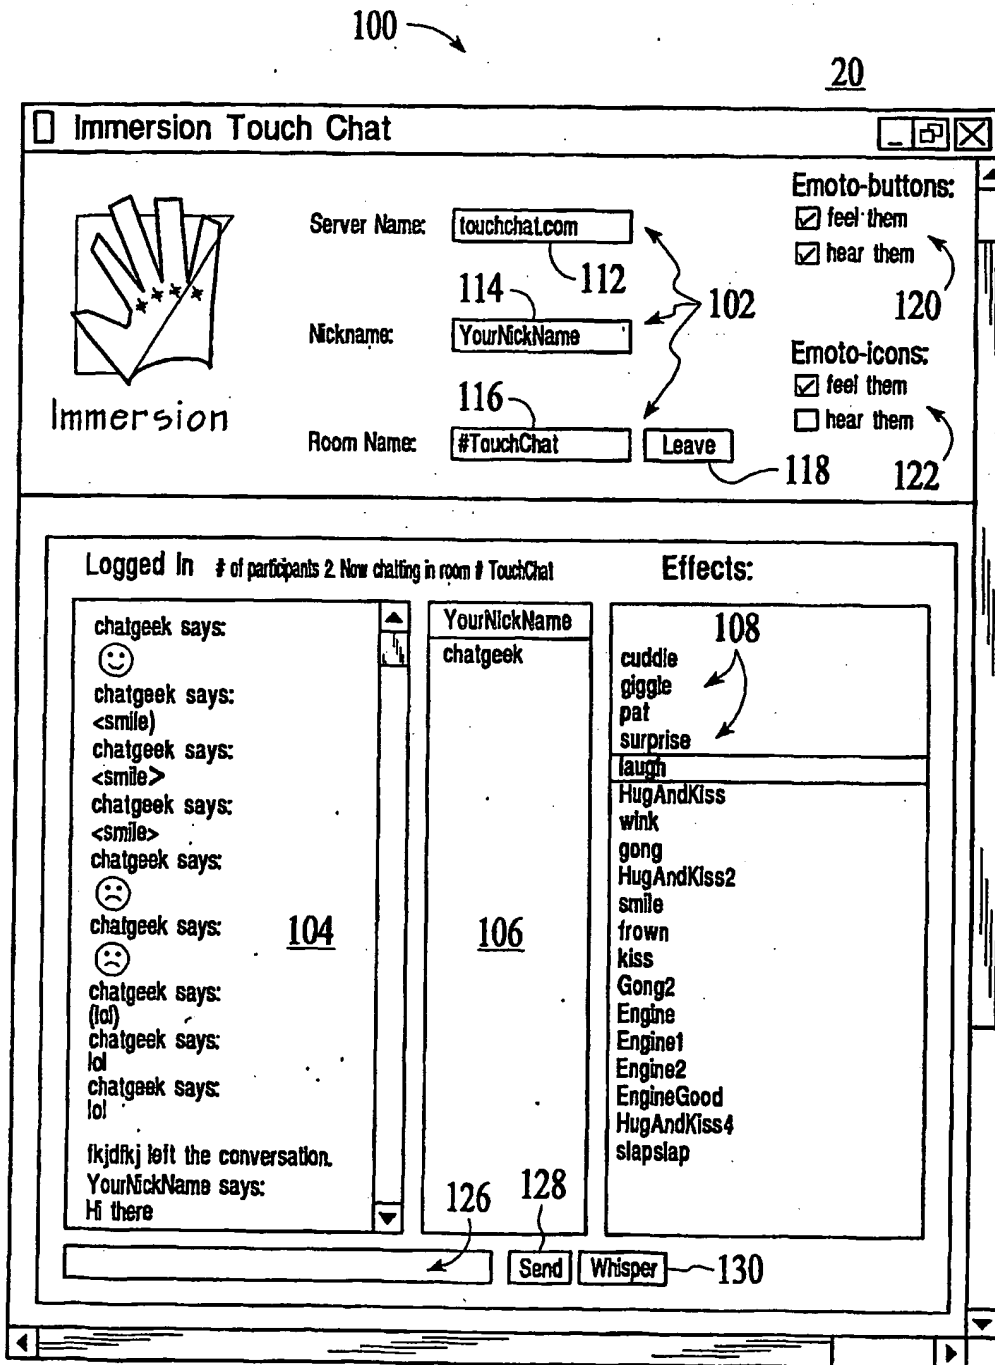 100
20
Immersion Touch Chat
Emoto-buttons:
feel them
hear them
120
Server Name: touchchat.com
112
102
114
Nickname: YourNickName
Emoto-icons:
feel them
hear them
122
116
Immersion
Room Name: #TouchChat Leave
118
Logged In # of participants 2. Now chatting in room # TouchChat
Effects:
chatgeek says:
chatgeek says:
<smile)
chatgeek says:
<smile>
chatgeek says:
<smile>
chatgeek says:
chatgeek says:
chatgeek says:
(lol)
chatgeek says:
lol
chatgeek says:
lol
fkjdfkj left the conversation.
YourNickName says:
Hi there
104
YourNickName
chatgeek
106
108
cuddle
giggle
pat
surprise
laugh
HugAndKiss
wink
gong
HugAndKiss2
smile
frown
kiss
Gong2
Engine
Engine1
Engine2
EngineGood
HugAndKiss4
slapslap
126
128
Send Whisper
130